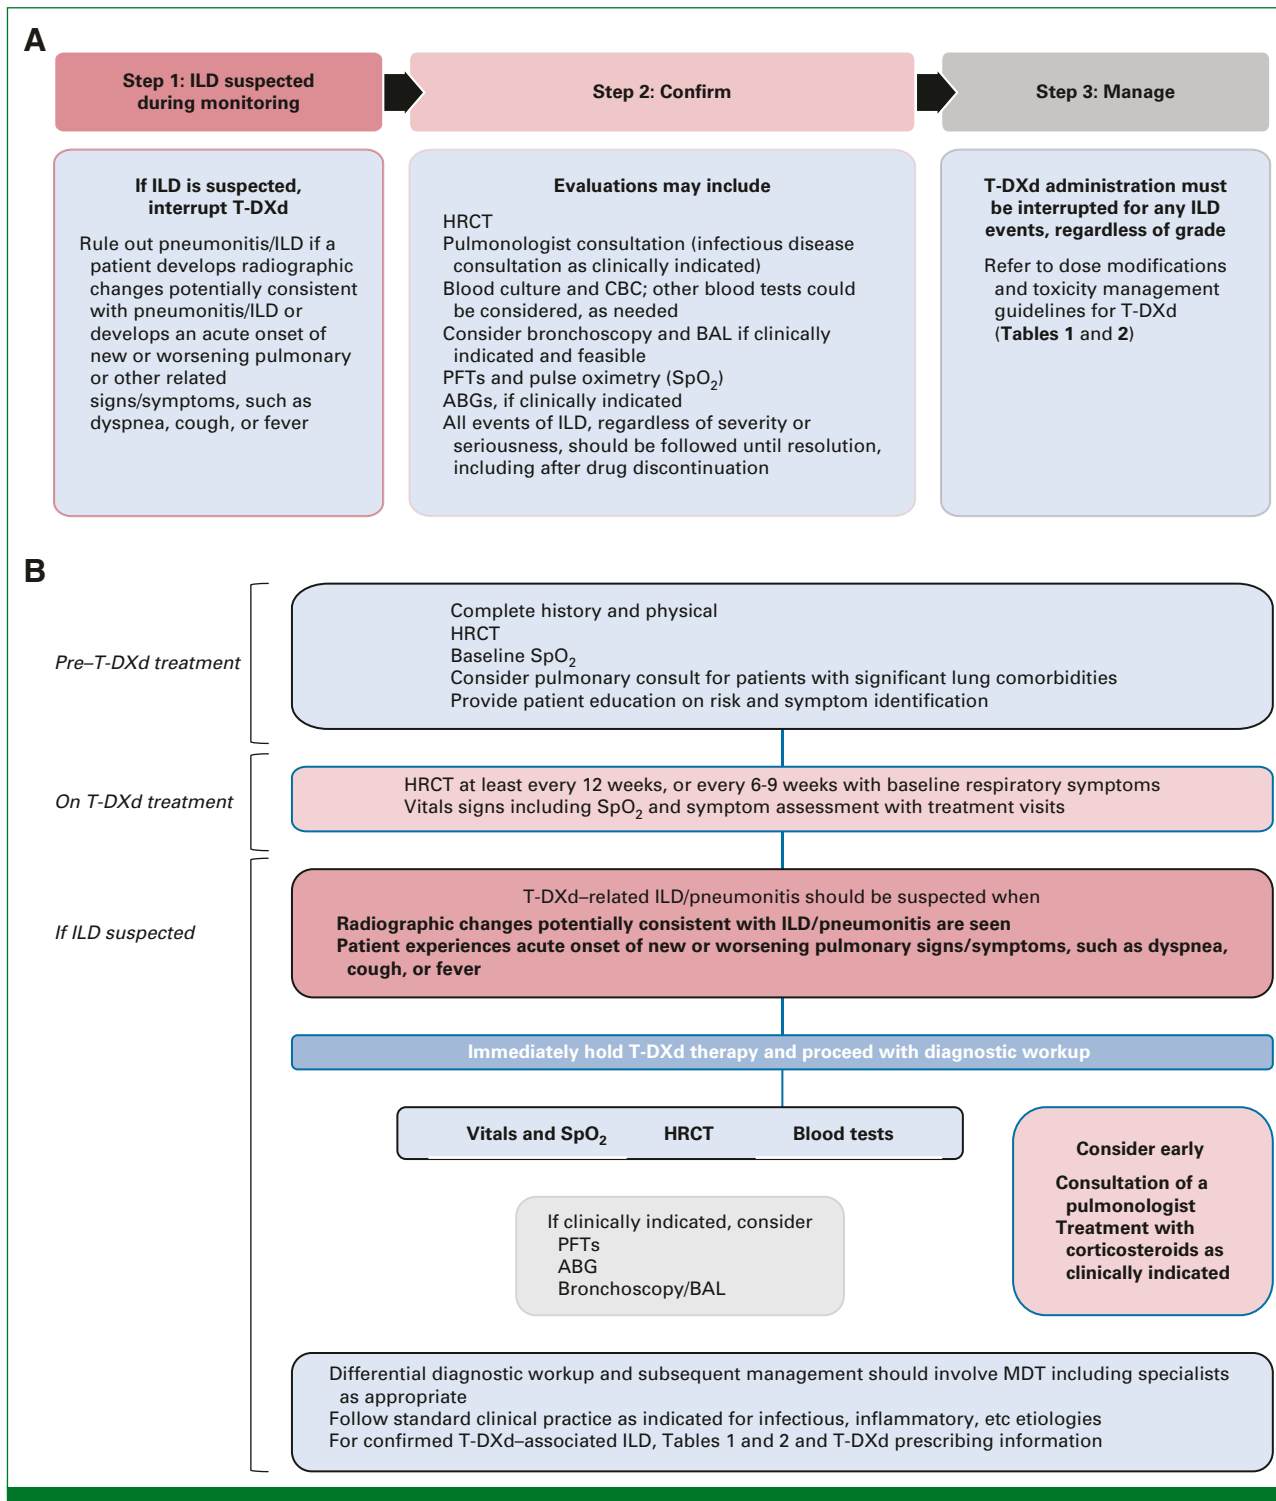 A
Step 1: ILD suspected
during monitoring
Step 2: Confirm
Step 3: Manage
If ILD is suspected,
interrupt T-DXd
Rule out pneumonitis/ILD if a
patient develops radiographic
changes potentially consistent
with pneumonitis/ILD or
develops an acute onset of
new or worsening pulmonary
or other related
signs/symptoms, such as
dyspnea, cough, or fever
Evaluations may include
HRCT
Pulmonologist consultation (infectious disease
consultation as clinically indicated)
Blood culture and CBC; other blood tests could
be considered, as needed
Consider bronchoscopy and BAL if clinically
indicated and feasible
PFTs and pulse oximetry (SpO₂)
ABGs, if clinically indicated
All events of ILD, regardless of severity or
seriousness, should be followed until resolution,
including after drug discontinuation
T-DXd administration must
be interrupted for any ILD
events, regardless of grade
Refer to dose modifications
and toxicity management
guidelines for T-DXd
(Tables 1 and 2)
B
Pre–T-DXd treatment
Complete history and physical
HRCT
Baseline SpO₂
Consider pulmonary consult for patients with significant lung comorbidities
Provide patient education on risk and symptom identification
On T-DXd treatment
HRCT at least every 12 weeks, or every 6-9 weeks with baseline respiratory symptoms
Vitals signs including SpO₂ and symptom assessment with treatment visits
If ILD suspected
T-DXd–related ILD/pneumonitis should be suspected when
Radiographic changes potentially consistent with ILD/pneumonitis are seen
Patient experiences acute onset of new or worsening pulmonary signs/symptoms, such as dyspnea,
cough, or fever
Immediately hold T-DXd therapy and proceed with diagnostic workup
Vitals and SpO₂ HRCT Blood tests
If clinically indicated, consider
PFTs
ABG
Bronchoscopy/BAL
Consider early
Consultation of a
pulmonologist
Treatment with
corticosteroids as
clinically indicated
Differential diagnostic workup and subsequent management should involve MDT including specialists
as appropriate
Follow standard clinical practice as indicated for infectious, inflammatory, etc etiologies
For confirmed T-DXd–associated ILD, Tables 1 and 2 and T-DXd prescribing information